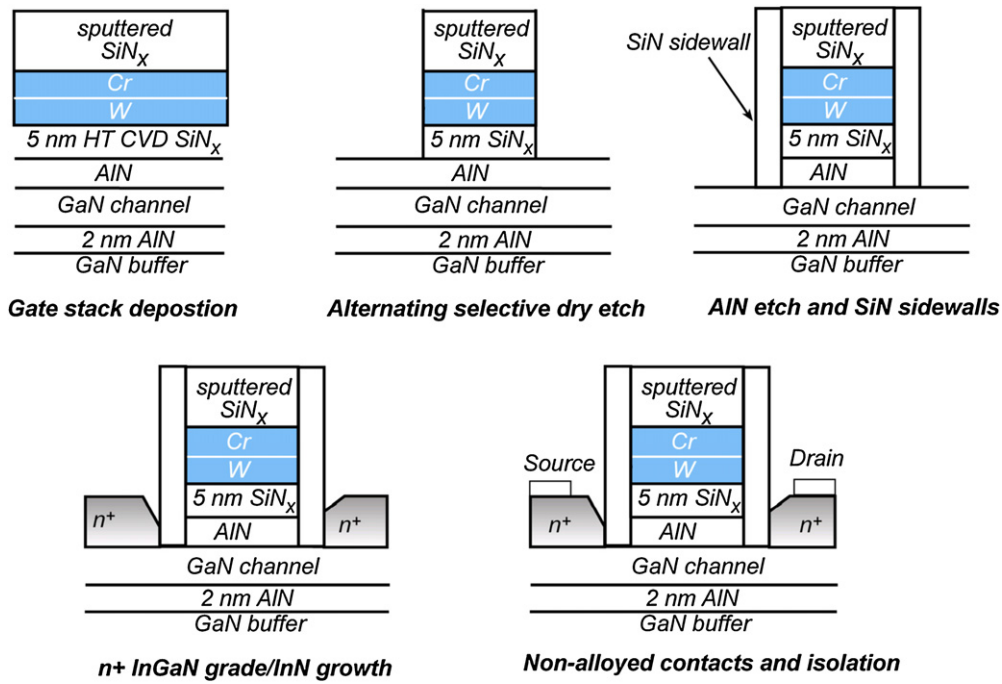 sputtered
SiNx
Cr
W
5 nm HT CVD SiNx
AlN
GaN channel
2 nm AlN
GaN buffer
Gate stack depostion
sputtered
SiNx
Cr
W
5 nm SiNx
AlN
GaN channel
2 nm AlN
GaN buffer
Alternating selective dry etch
SiN sidewall
sputtered
SiNx
Cr
W
5 nm SiNx
AlN
GaN channel
2 nm AlN
GaN buffer
AlN etch and SiN sidewalls
sputtered
SiNx
Cr
W
5 nm SiNx
n+
n+
AlN
GaN channel
2 nm AlN
GaN buffer
n+ InGaN grade/InN growth
sputtered
SiNx
Cr
W
Source
Drain
5 nm SiNx
n+
n+
AlN
GaN channel
2 nm AlN
GaN buffer
Non-alloyed contacts and isolation